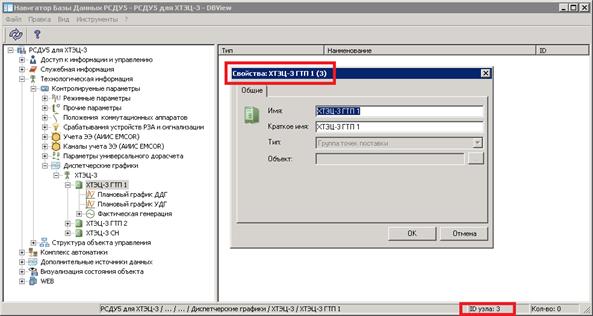 Навигатор Базы Данных РСДУ5 - РСДУ5 для ХТЭЦ-3 - DBView
Файл Правка Вид Инструменты ?
РСДУ5 для ХТЭЦ-3
Доступ к информации и управлению
Служебная информация
Технологическая информация
Контролируемые параметры
Режимные параметры
Прочие параметры
Положения коммутационных аппаратов
Срабатывания устройств РЗА и сигнализации
Учета ЭЭ (АИИС EMCOR)
Каналы учета ЭЭ (АИИС EMCOR)
Параметры универсального дорасчета
Диспетчерские графики
ХТЭЦ-3
ХТЭЦ-3 ГТП 1
Плановый график ДДГ
Плановый график УДГ
Фактическая генерация
ХТЭЦ-3 ГТП 2
ХТЭЦ-3 СН
Структура объекта управления
Комплекс автоматики
Дополнительные источники данных
Визуализация состояния объекта
WEB
Тип Наименование ID
Свойства: ХТЭЦ-3 ГТП 1 (3)
Общие
Имя: ХТЭЦ-3 ГТП 1
Краткое имя: ХТЭЦ-3 ГТП 1
Тип: Группа точек поставки
Объект: ...
OK Отмена
РСДУ5 для ХТЭЦ-3 / ... / ... / Диспетчерские графики / ХТЭЦ-3 / ХТЭЦ-3 ГТП 1 ID узла: 3 Кол-во: 0